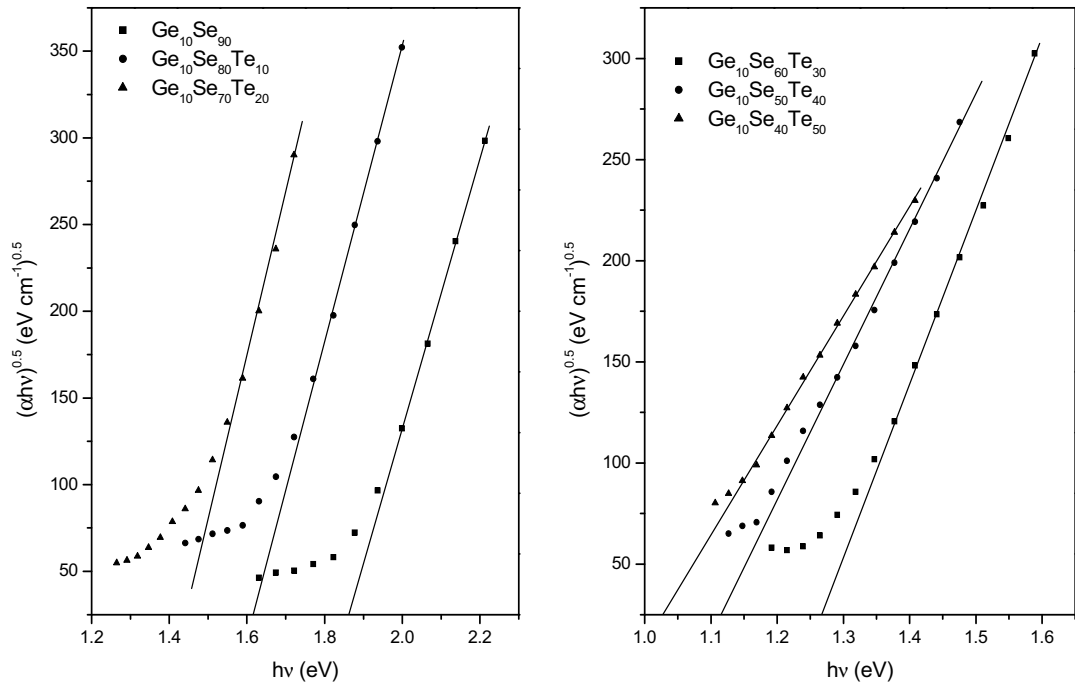 Ge10Se90
Ge10Se80Te10
Ge10Se70Te20
350
300
250
200
150
100
50
(αhν)0.5 (eV cm-1)0.5
1.2 1.4 1.6 1.8 2.0 2.2
hν (eV)
Ge10Se60Te30
Ge10Se50Te40
Ge10Se40Te50
300
250
200
150
100
50
(αhν)0.5 (eV cm-1)0.5
1.0 1.1 1.2 1.3 1.4 1.5 1.6
hν (eV)